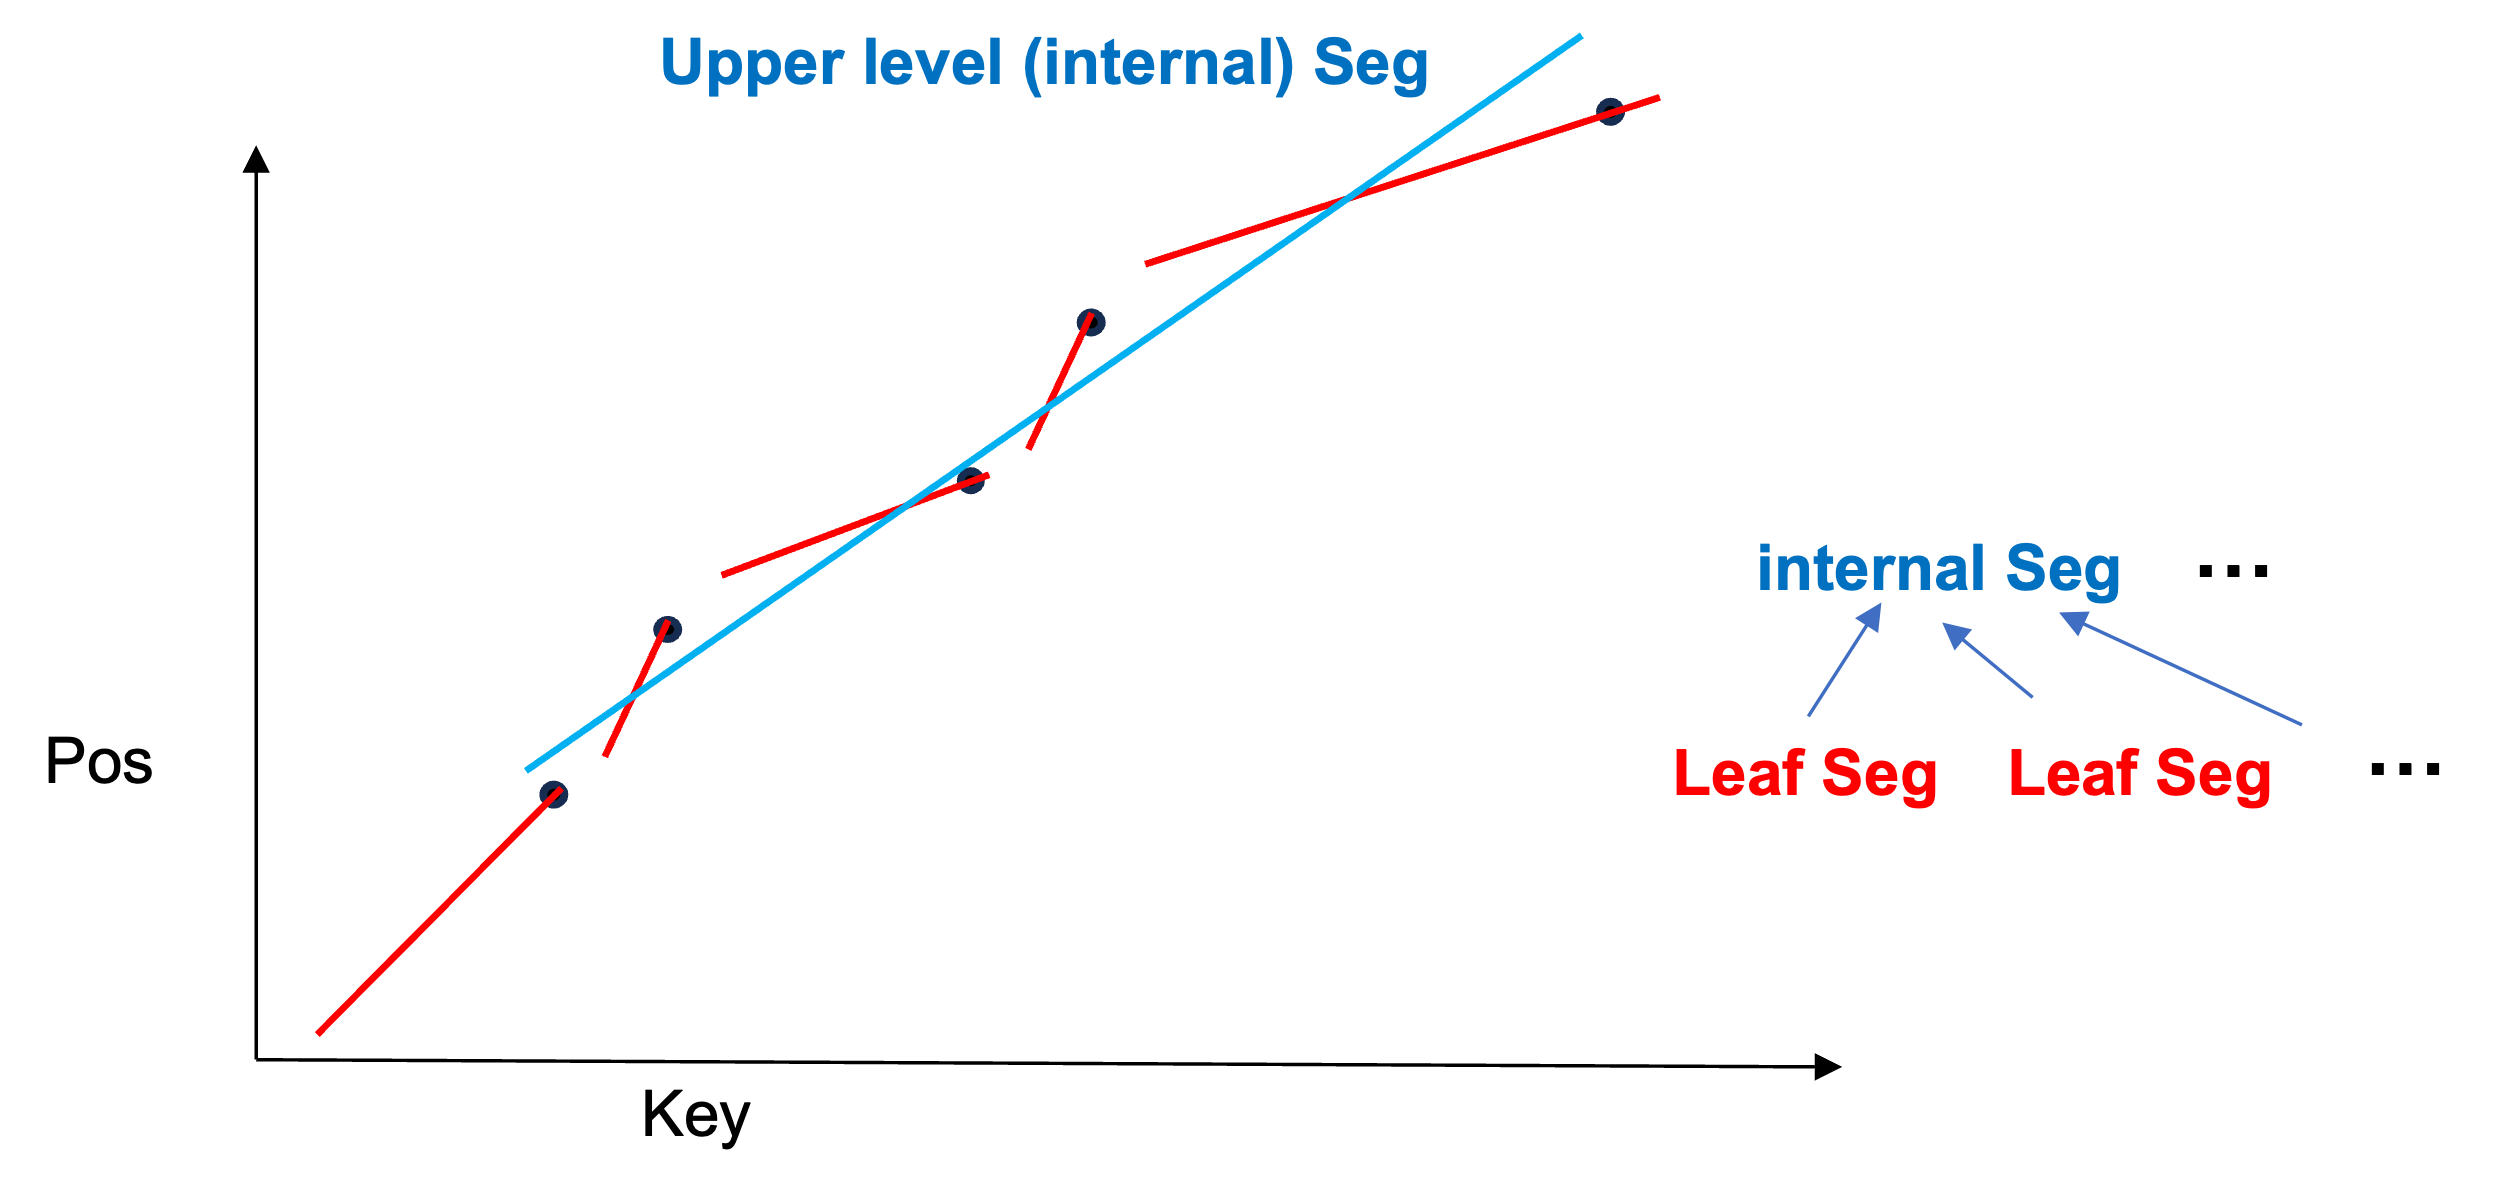 Upper level (internal) Seg
internal Seg ...
Pos
Leaf Seg Leaf Seg ...
Key